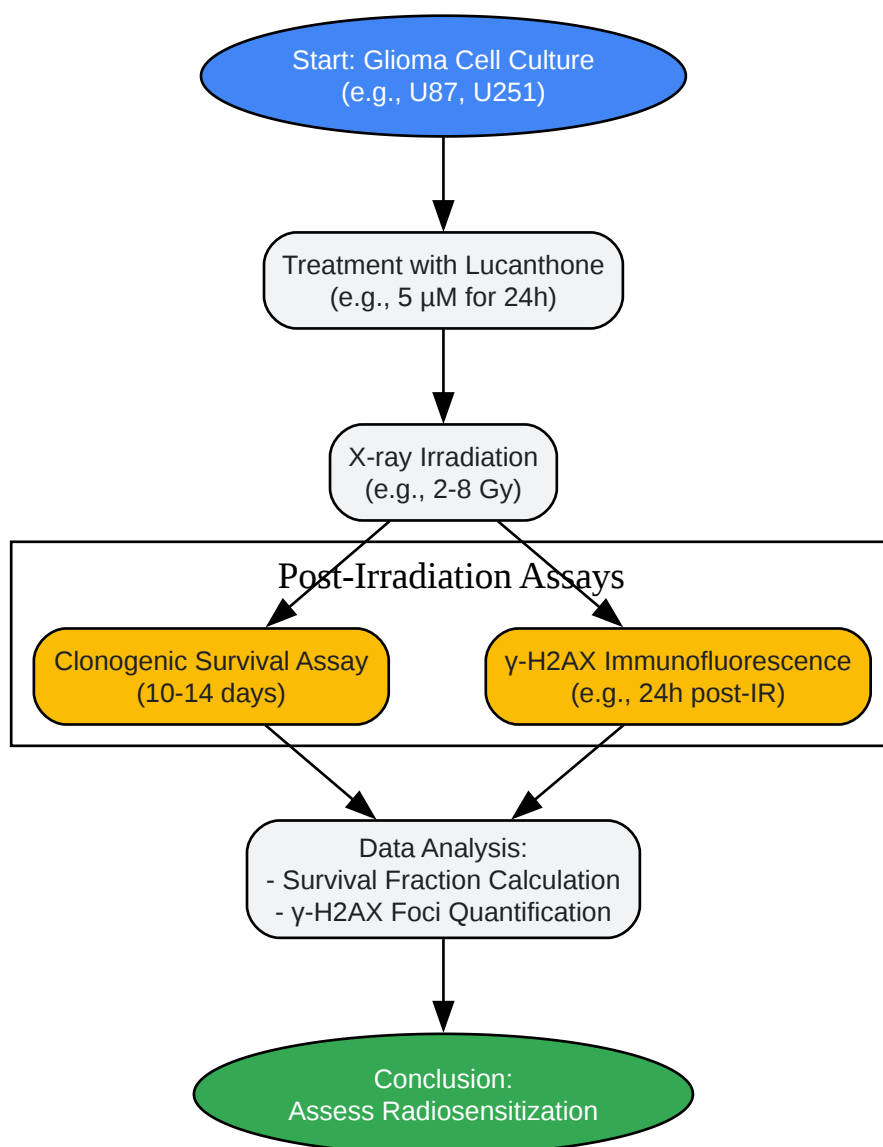 Start: Glioma Cell Culture
(e.g., U87, U251)
Treatment with Lucanthone
(e.g., 5 µM for 24h)
X-ray Irradiation
(e.g., 2-8 Gy)
Post-Irradiation Assays
Clonogenic Survival Assay
(10-14 days)
γ-H2AX Immunofluorescence
(e.g., 24h post-IR)
Data Analysis:
- Survival Fraction Calculation
- γ-H2AX Foci Quantification
Conclusion:
Assess Radiosensitization